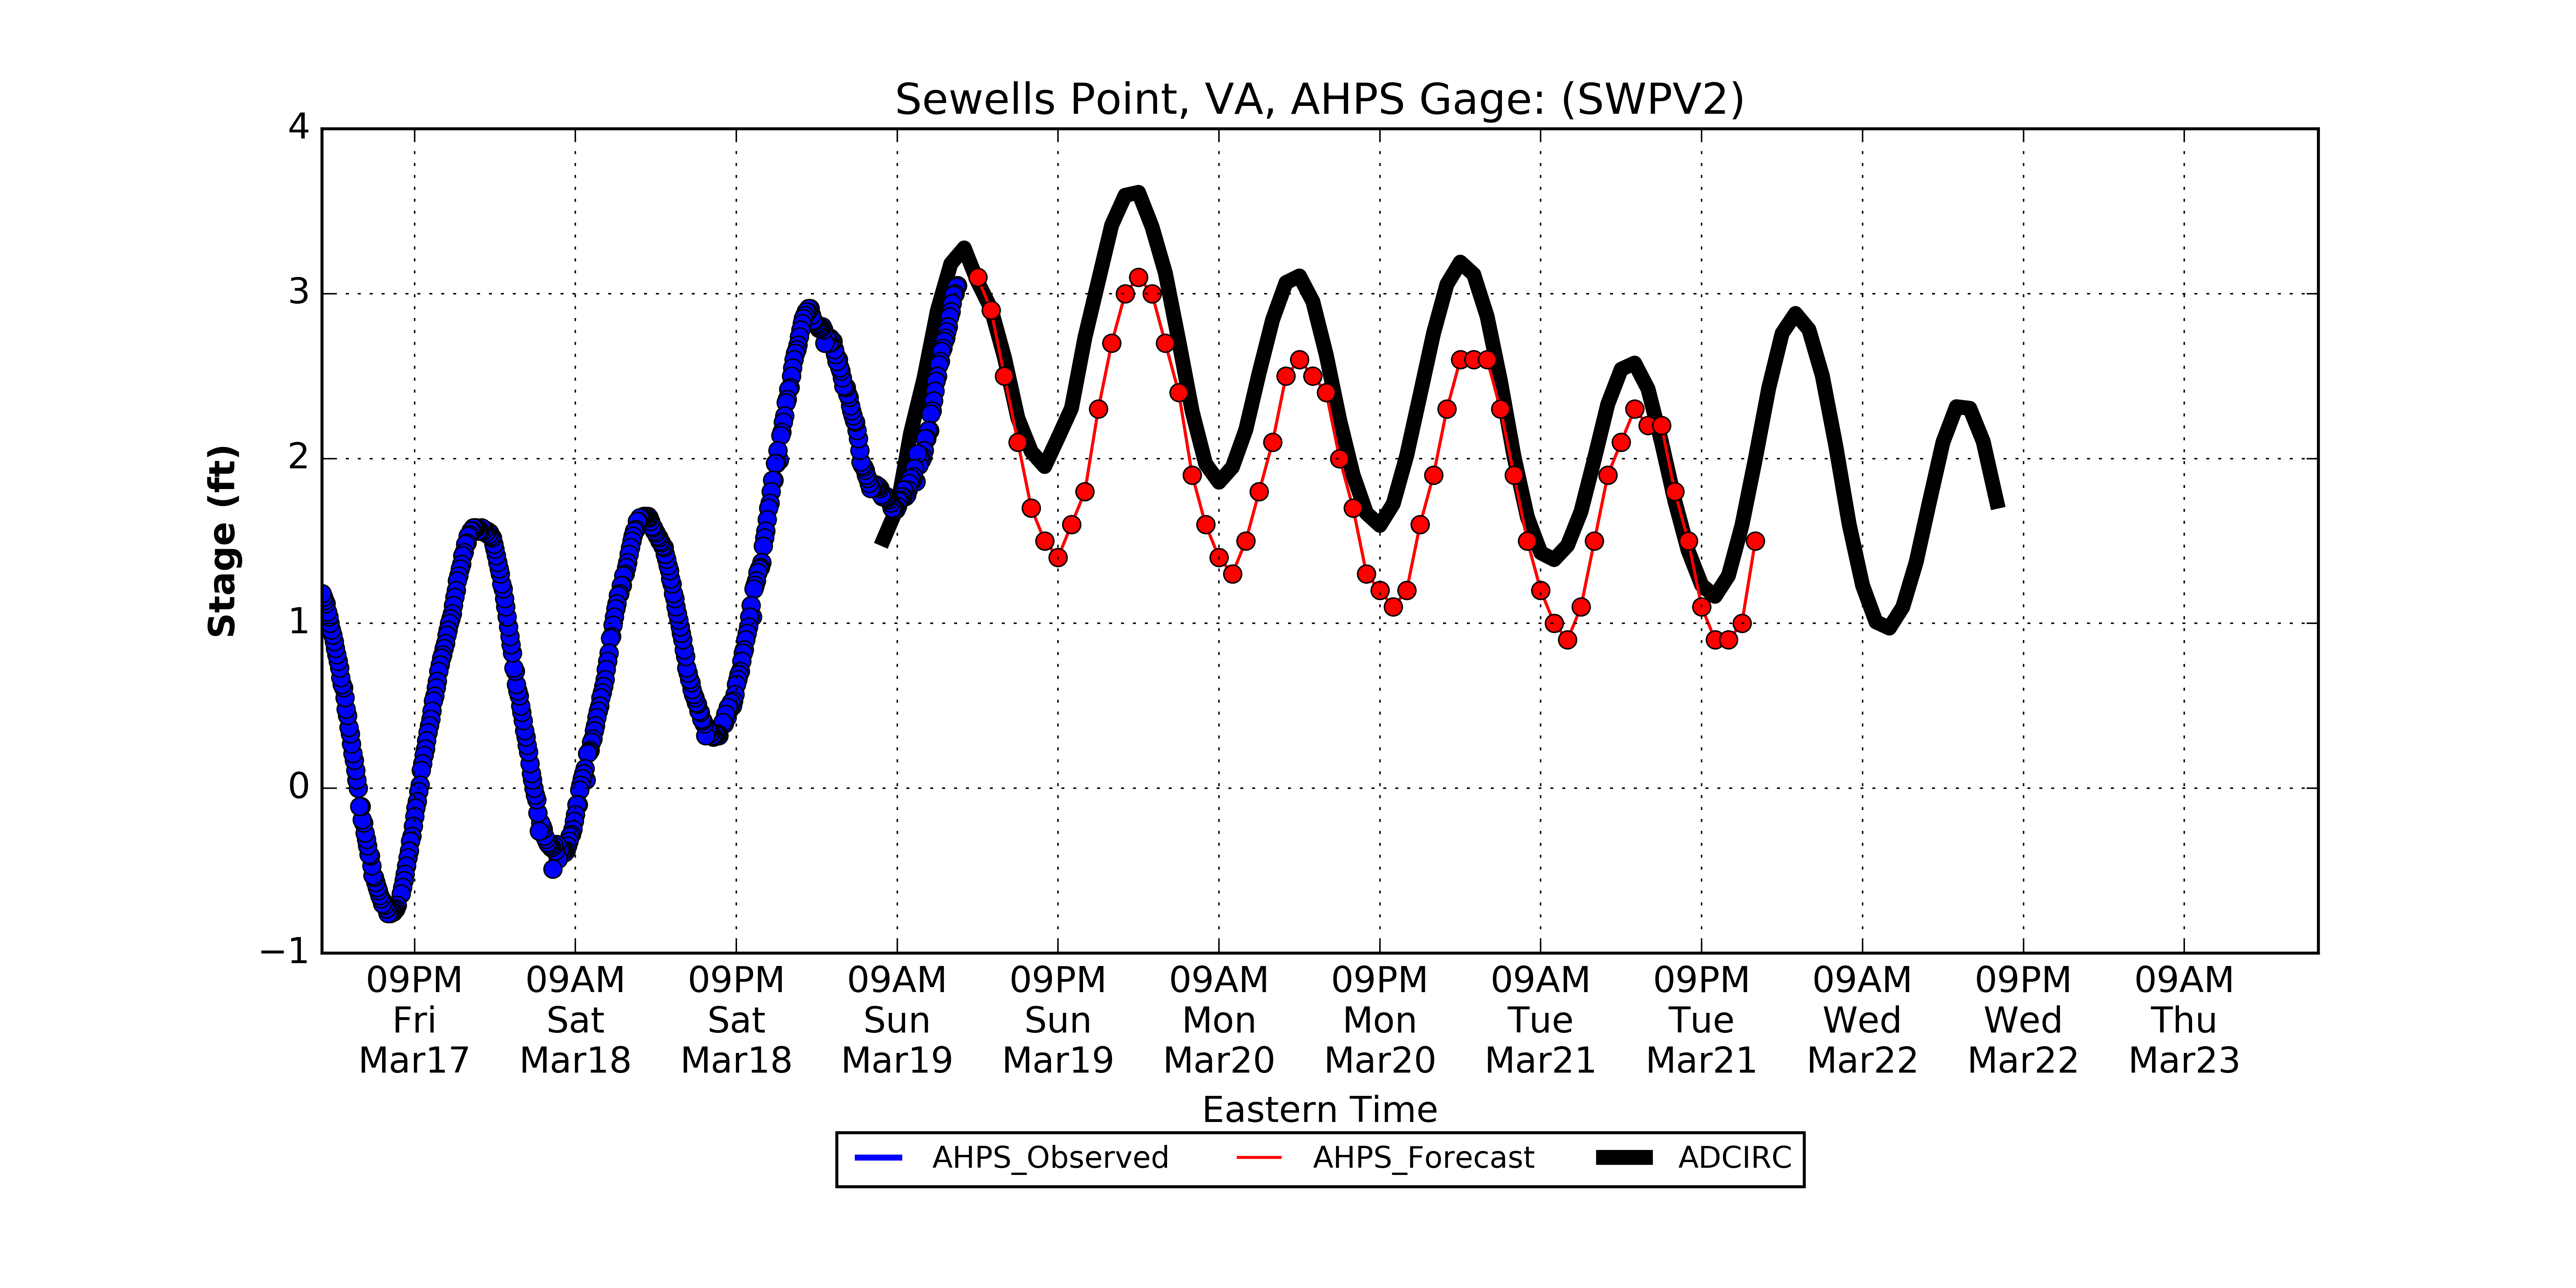 Sewells Point, VA, AHPS Gage: (SWPV2)
4
3
2
1
0
−1
Stage (ft)
09PM 09AM 09PM 09AM 09PM 09AM 09PM 09AM 09PM 09AM 09PM 09AM
Fri Sat Sat Sun Sun Mon Mon Tue Tue Wed Wed Thu
Mar17 Mar18 Mar18 Mar19 Mar19 Mar20 Mar20 Mar21 Mar21 Mar22 Mar22 Mar23
Eastern Time
AHPS_Observed AHPS_Forecast ADCIRC